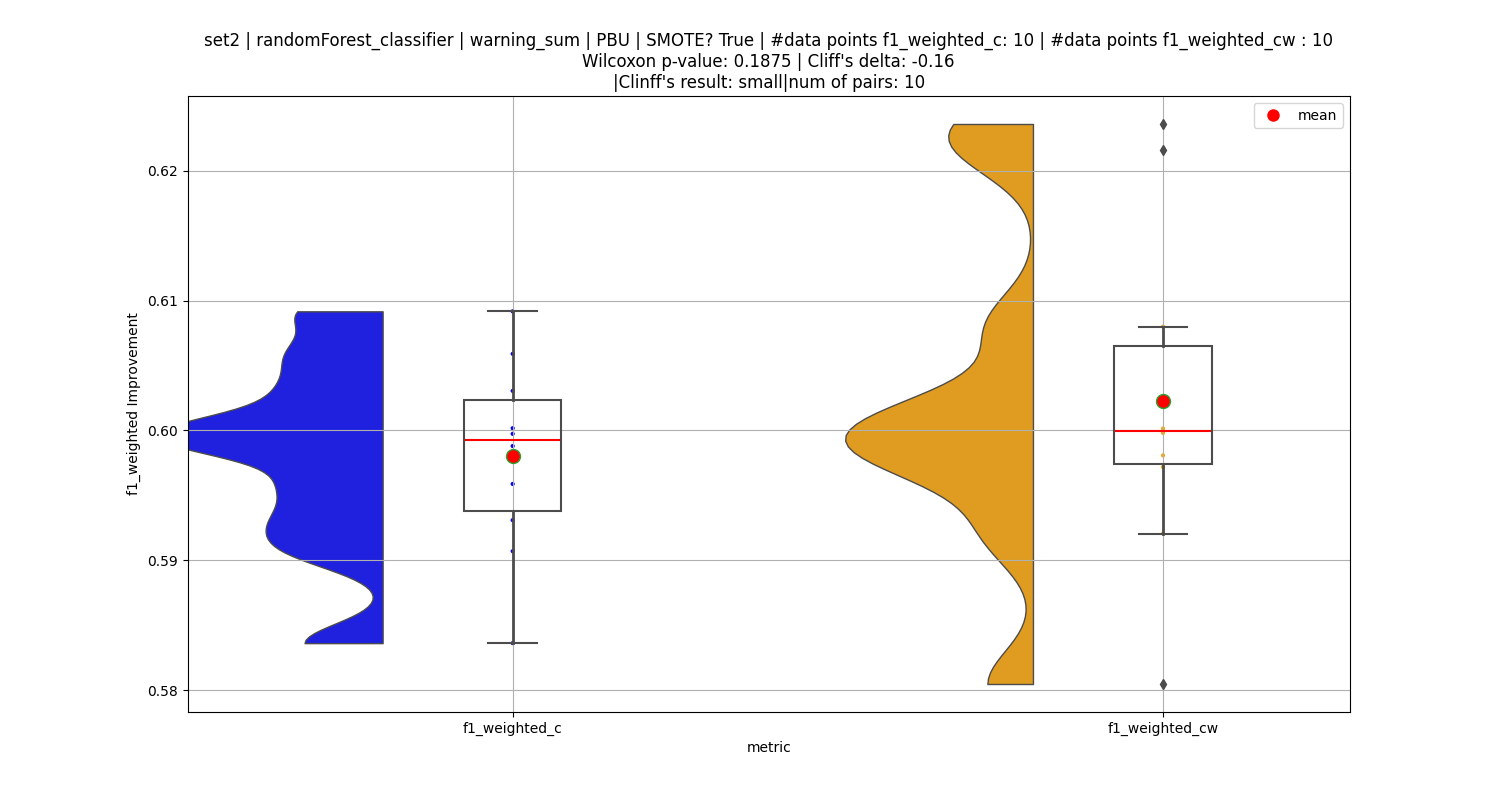 set2 | randomForest_classifier | warning_sum | PBU | SMOTE? True | #data points f1_weighted_c: 10 | #data points f1_weighted_cw : 10
Wilcoxon p-value: 0.1875 | Cliff's delta: -0.16
|Clinff's result: small|num of pairs: 10
mean
0.62
0.61
0.60
0.59
0.58
f1_weighted Improvement
f1_weighted_c
f1_weighted_cw
metric